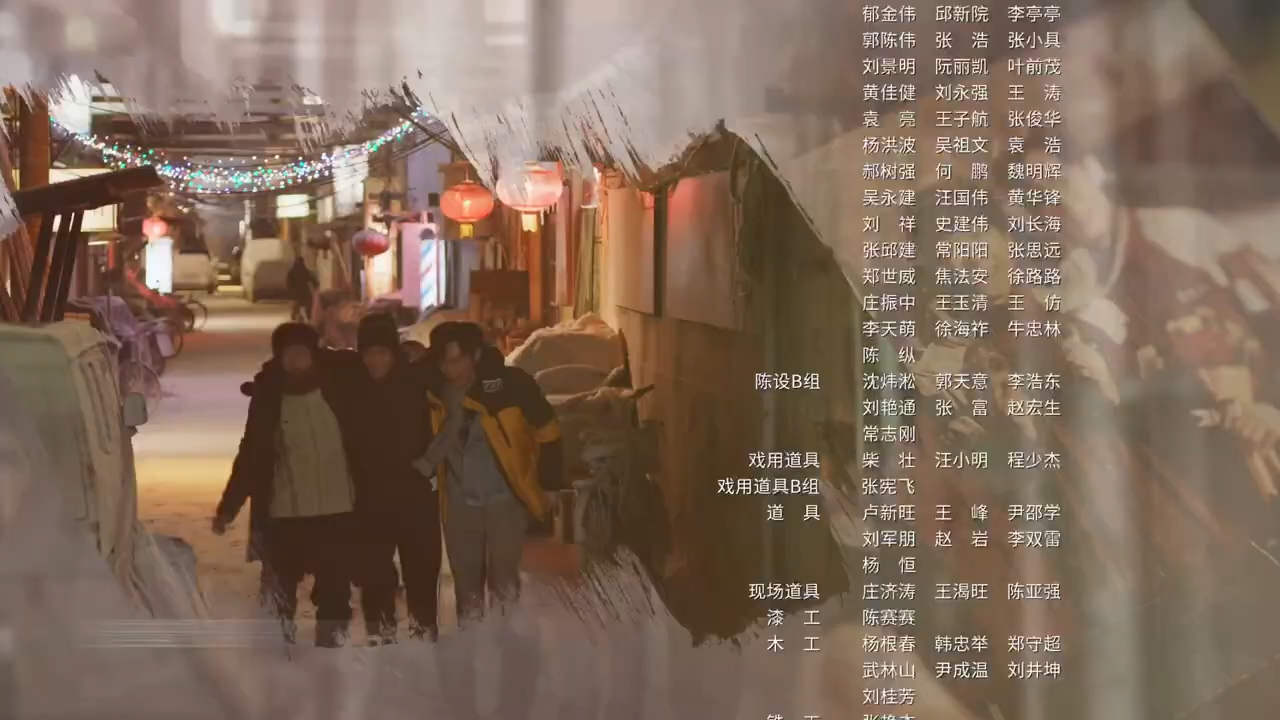 郁金伟 邱新院 李亭亭
郭陈伟 张 浩 张小具
刘景明 阮丽凯 叶前茂
黄佳健 刘永强 王 涛
袁 亮 王子航 张俊华
杨洪波 吴祖文 袁 浩
郝树强 何 鹏 魏明辉
吴永建 汪国伟 黄华锋
刘 祥 史建伟 刘长海
张邱建 常阳阳 张思远
郑世威 焦法安 徐路路
庄振中 王玉清 王 仿
李天萌 徐海祚 牛忠林
陈 纵
陈设B组 沈炜淞 郭天意 李浩东
刘艳通 张 富 赵宏生
常志刚
戏用道具 柴 壮 汪小明 程少杰
戏用道具B组 张宪飞
道 具 卢新旺 王 峰 尹邵学
刘军朋 赵 岩 李双雷
杨 恒
现场道具 庄济涛 王渴旺 陈亚强
漆 工 陈赛赛
木 工 杨根春 韩忠举 郑守超
武林山 尹成温 刘井坤
刘桂芳